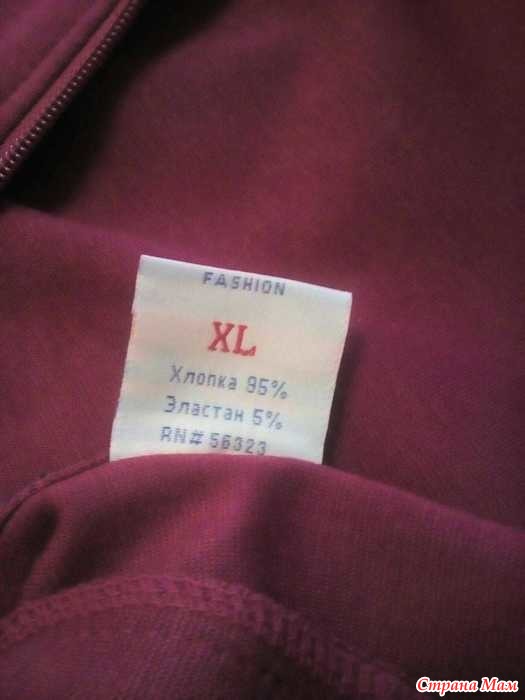 FASHION
XL
Хлопка 95%
Эластан 5%
RN# 56323
Страна Мам